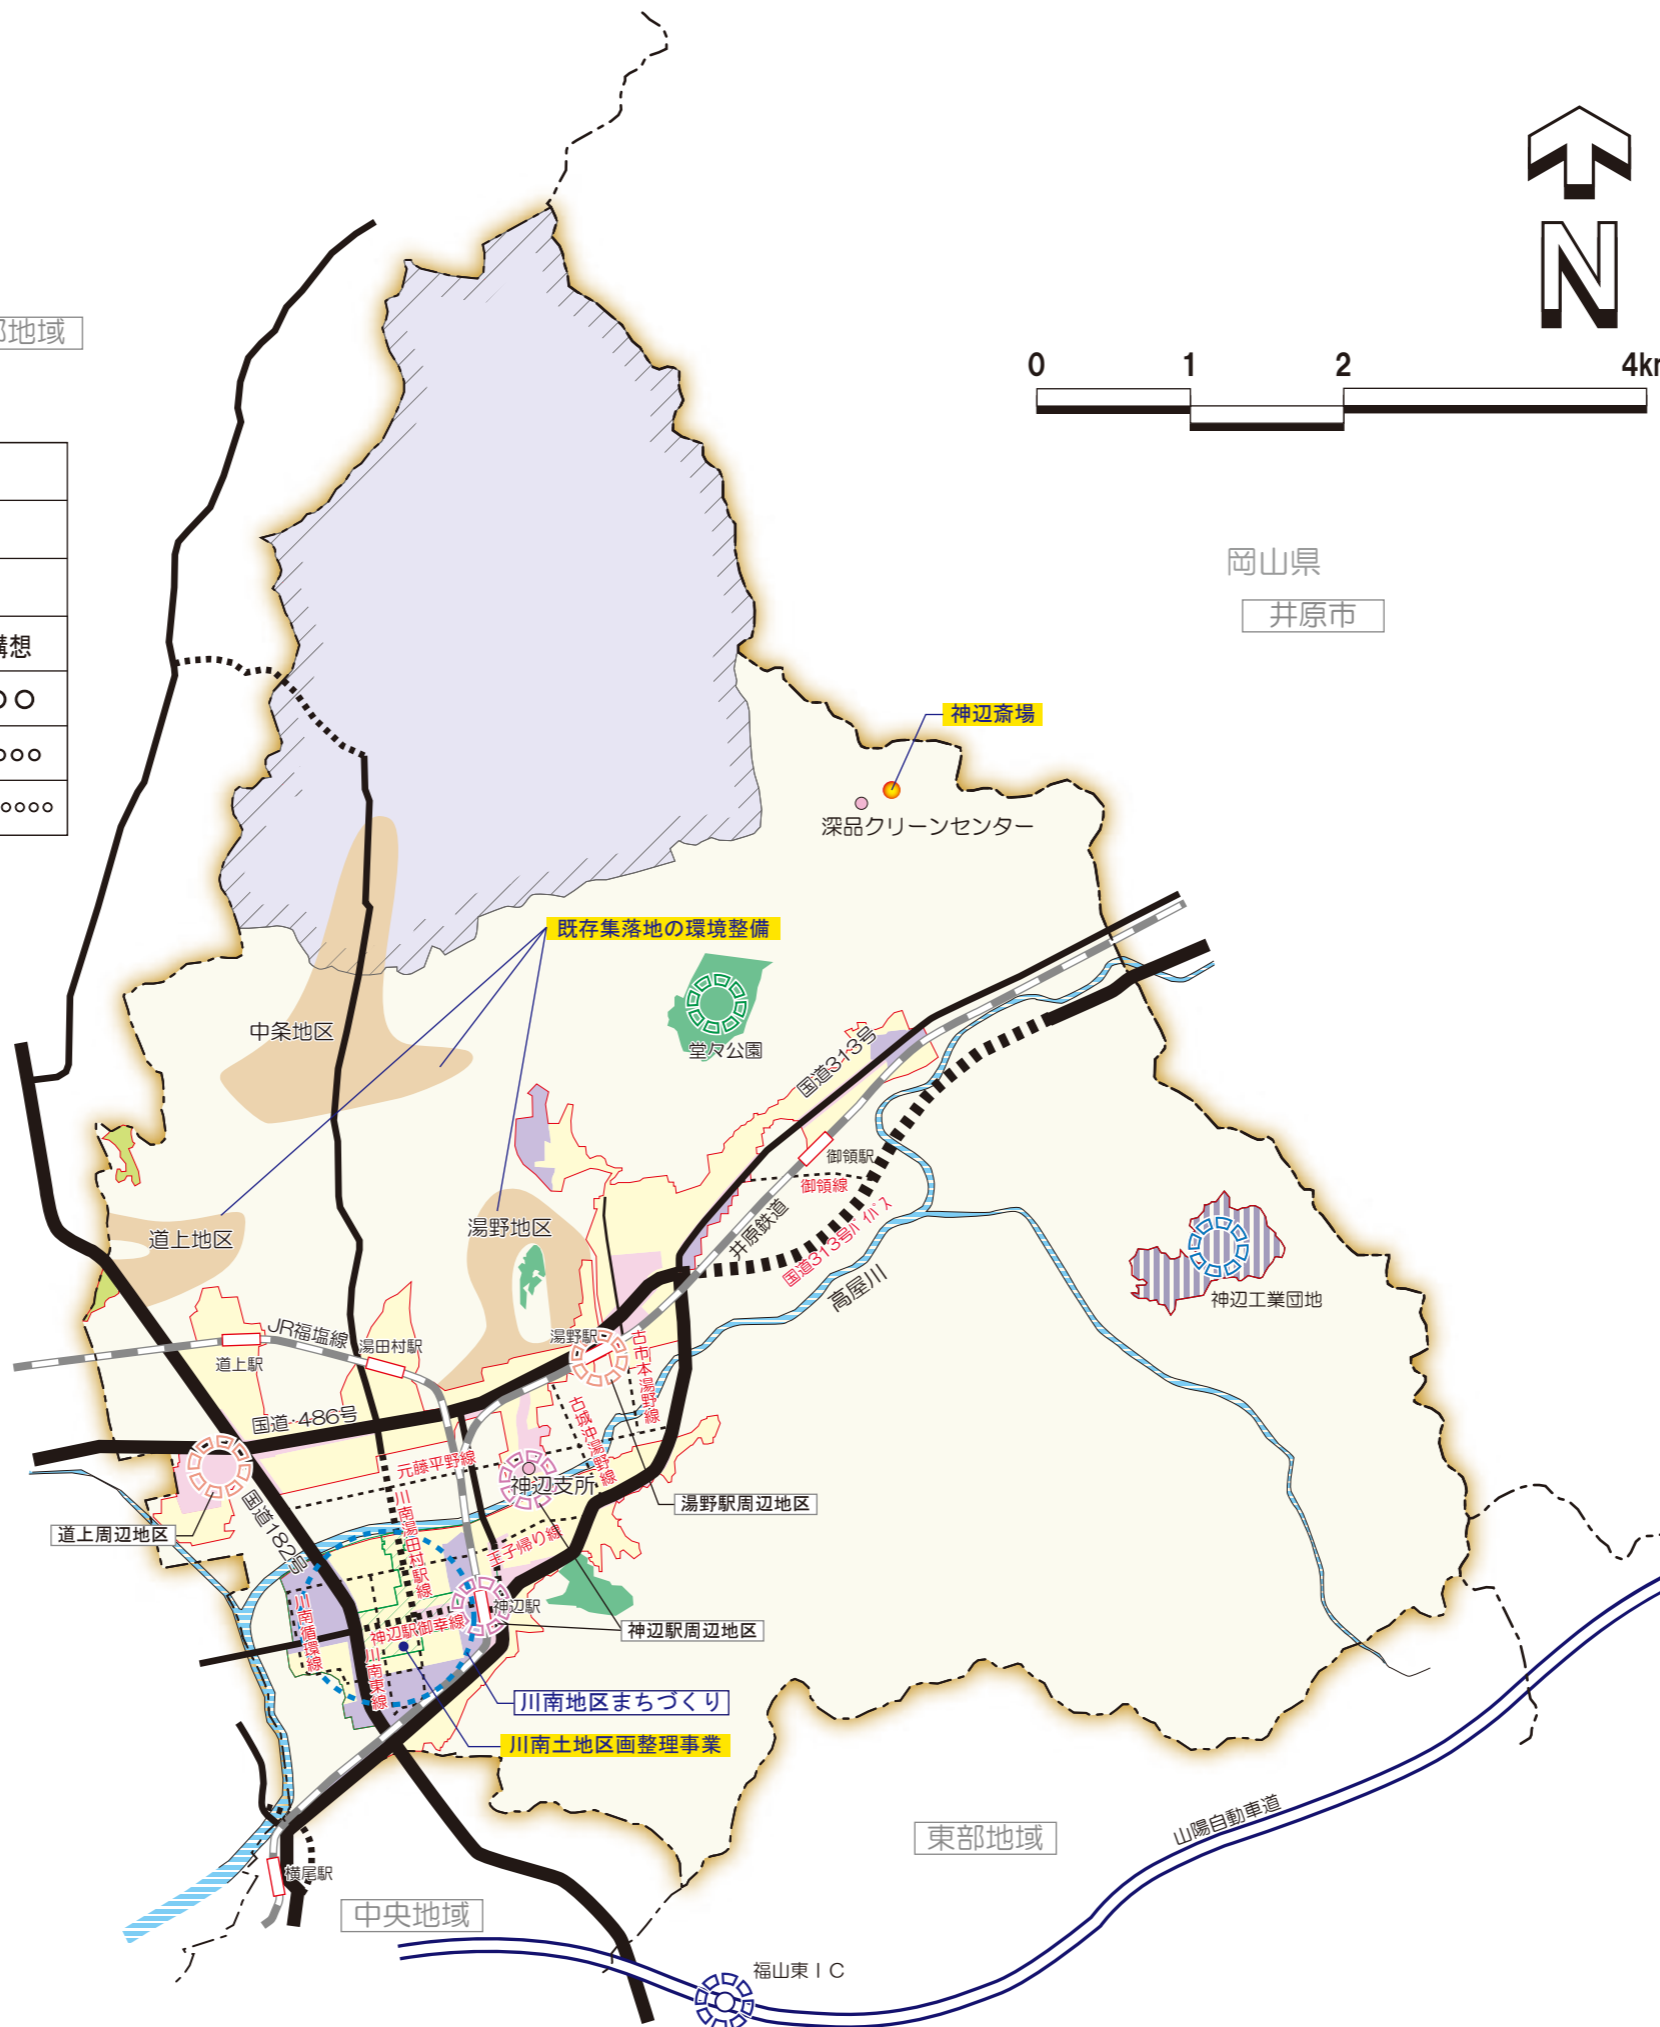 N
0 1 2 4km
部地域
構想
岡山県
井原市
神辺斎場
深品クリーンセンター
既存集落地の環境整備
中条地区
堂々公園
国道313号
御領駅
御領線
井原鉄道
国道313号バイパス
高屋川
神辺工業団地
道上地区
湯野地区
JR福塩線
湯田村駅
道上駅
湯野駅
古市本湯野線
国道486号
元藤平野線
神辺支所
湯野駅周辺地区
道上周辺地区
国道182号
川南湯田村駅線
王子帰り線
神辺駅
川南循環線
神辺駅御幸線
川南東線
神辺駅周辺地区
川南地区まちづくり
川南土地区画整理事業
横尾駅
中央地域
東部地域
山陽自動車道
福山東IC